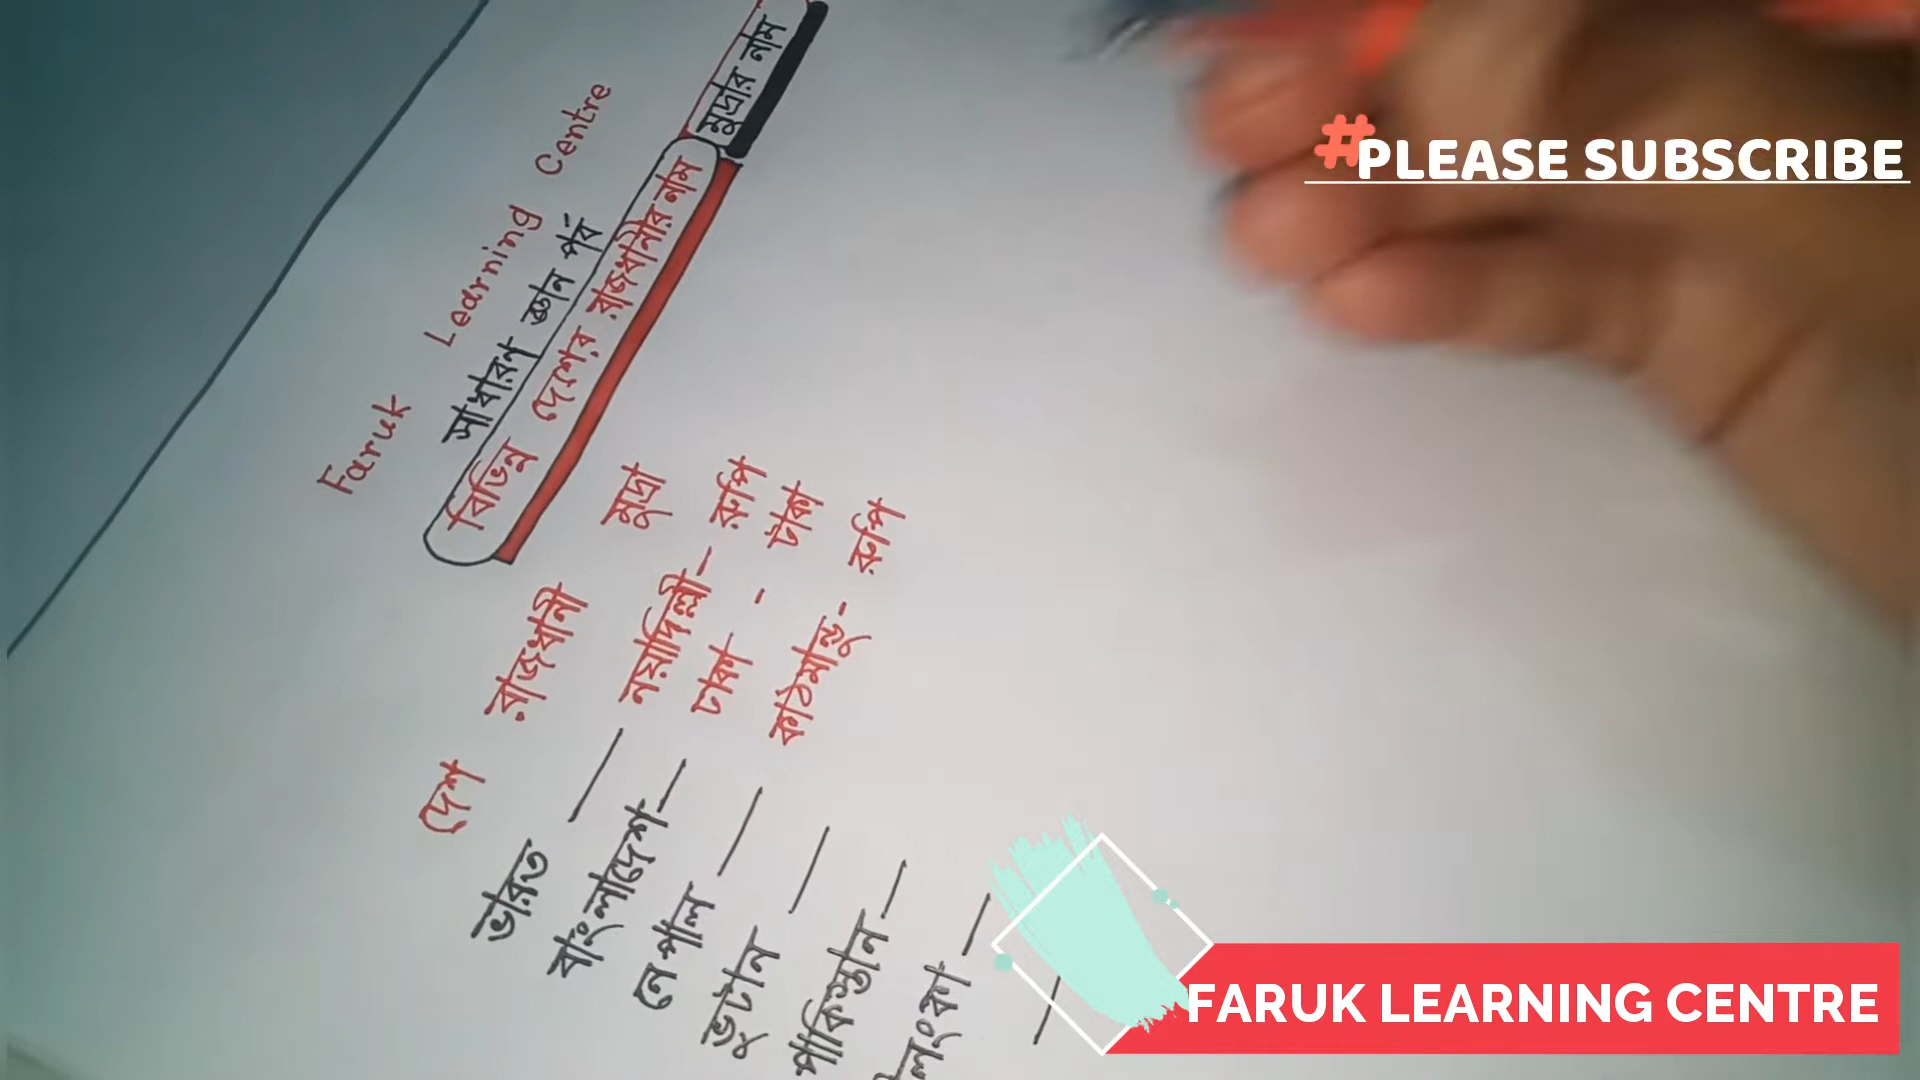 Faruk Learning Centre
সাধারণ জ্ঞান পর্ব
বিভিন্ন দেশের রাজধানীর নাম মুদ্রার নাম
দেশ রাজধানী মুদ্রা
ভারত — নয়াদিল্লী — রুপি
বাংলাদেশ — ঢাকা - টাকা
নেপাল — কাঠমান্ডু - রুপি
ভুটান —
পাকিস্তান —
#PLEASE SUBSCRIBE
FARUK LEARNING CENTRE